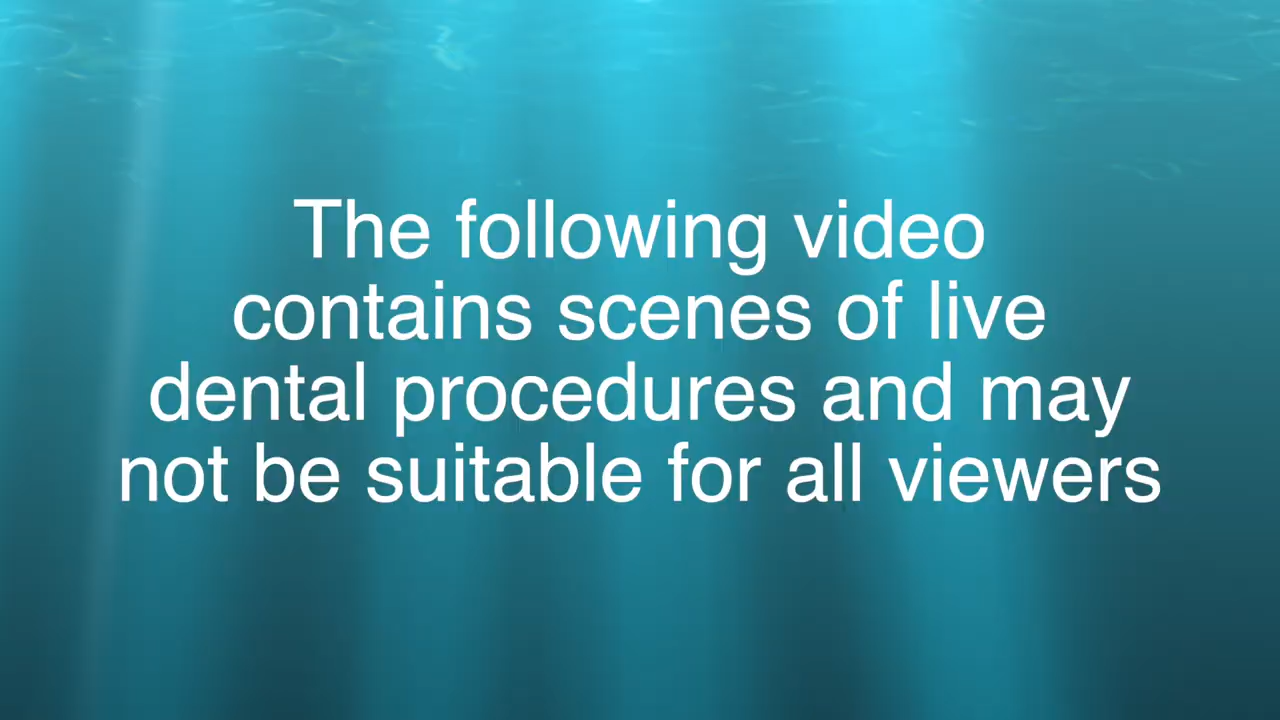 The following video
contains scenes of live
dental procedures and may
not be suitable for all viewers